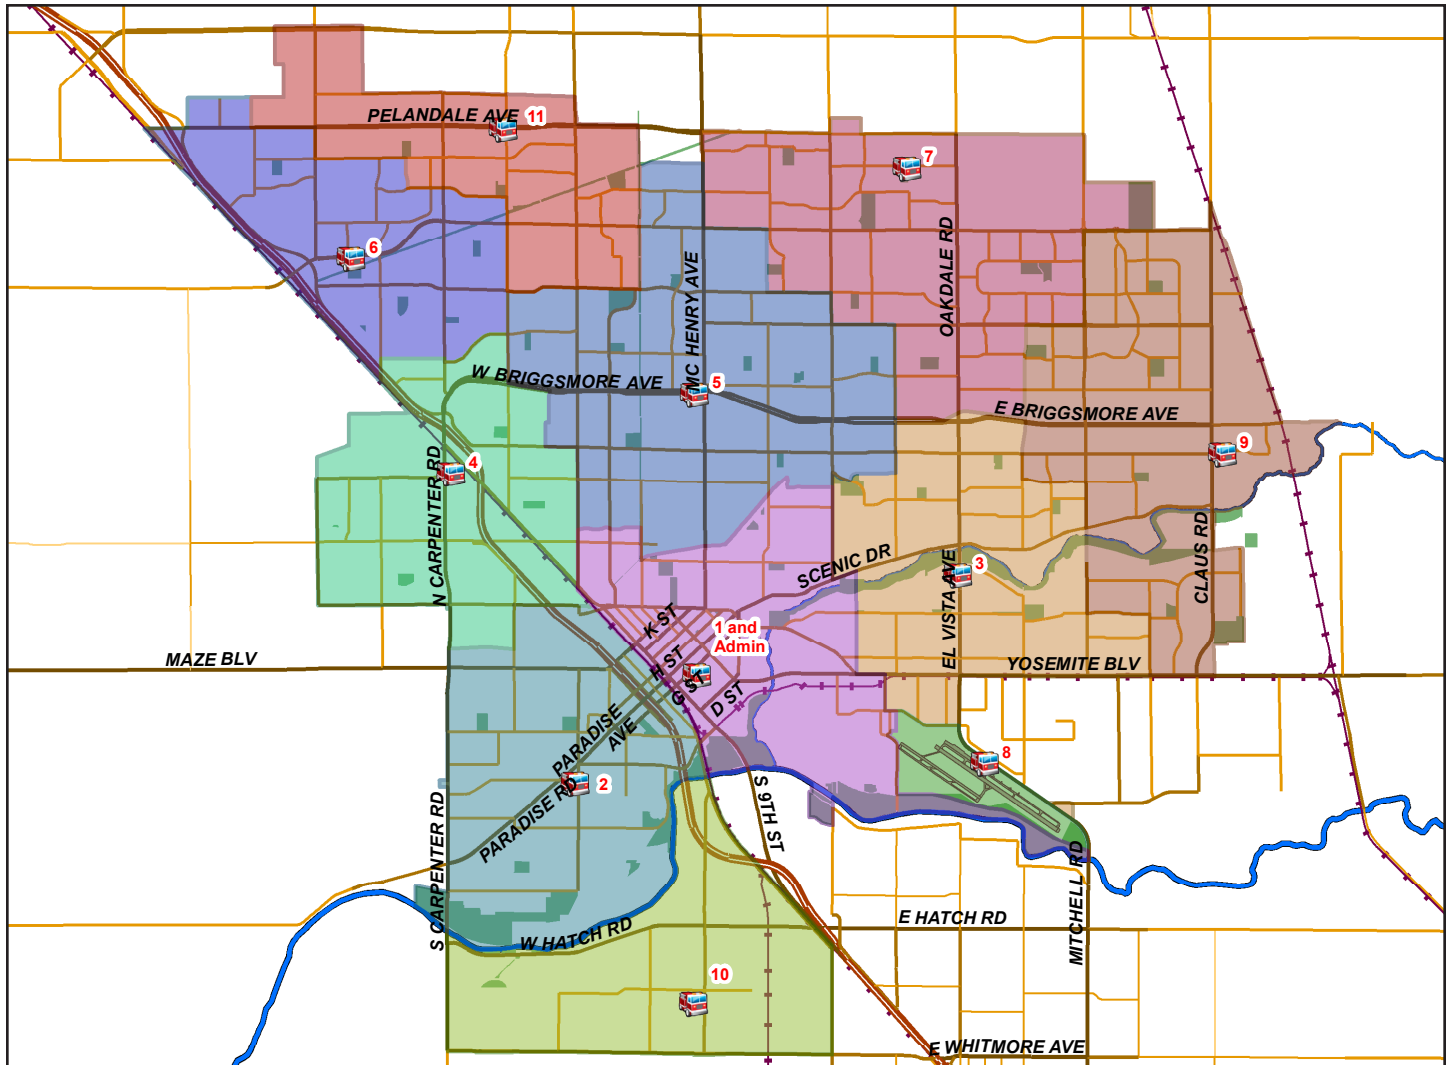 PELANDALE AVE
11
7
6
OAKDALE RD
MC HENRY AVE
W BRIGGSMORE AVE
5
E BRIGGSMORE AVE
9
4
N CARPENTER RD
CLAUS RD
SCENIC DR
3
EL VISTA AVE
K ST
1 and
Admin
MAZE BLV
H ST
YOSEMITE BLV
G ST
D ST
PARADISE
AVE
8
2
PARADISE RD
S 9TH ST
S CARPENTER RD
MITCHELL RD
E HATCH RD
W HATCH RD
10
E WHITMORE AVE